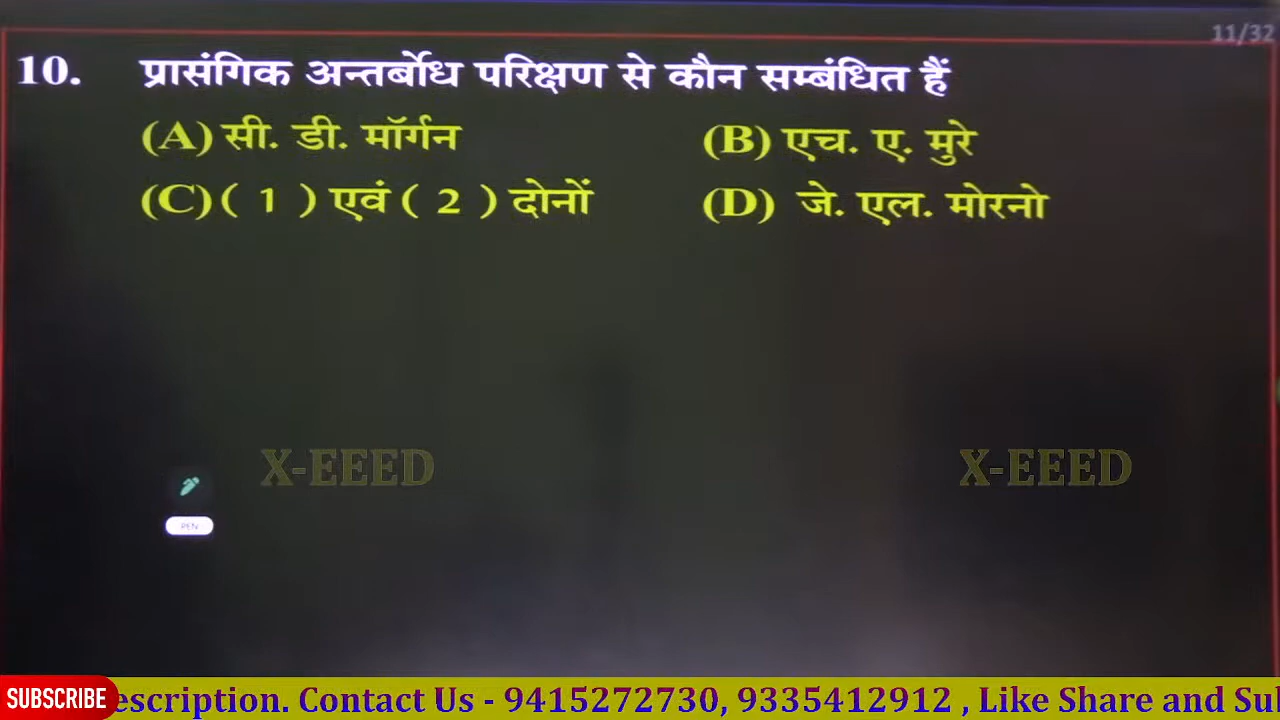 11/32
10. प्रासंगिक अन्तर्बोध परिक्षण से कौन सम्बंधित हैं
(A) सी. डी. मॉर्गन (B) एच. ए. मुरे
(C) ( 1 ) एवं ( 2 ) दोनों (D) जे. एल. मोरनो
X-EEED X-EEED
PEN
SUBSCRIBE escription. Contact Us - 9415272730, 9335412912 , Like Share and Su